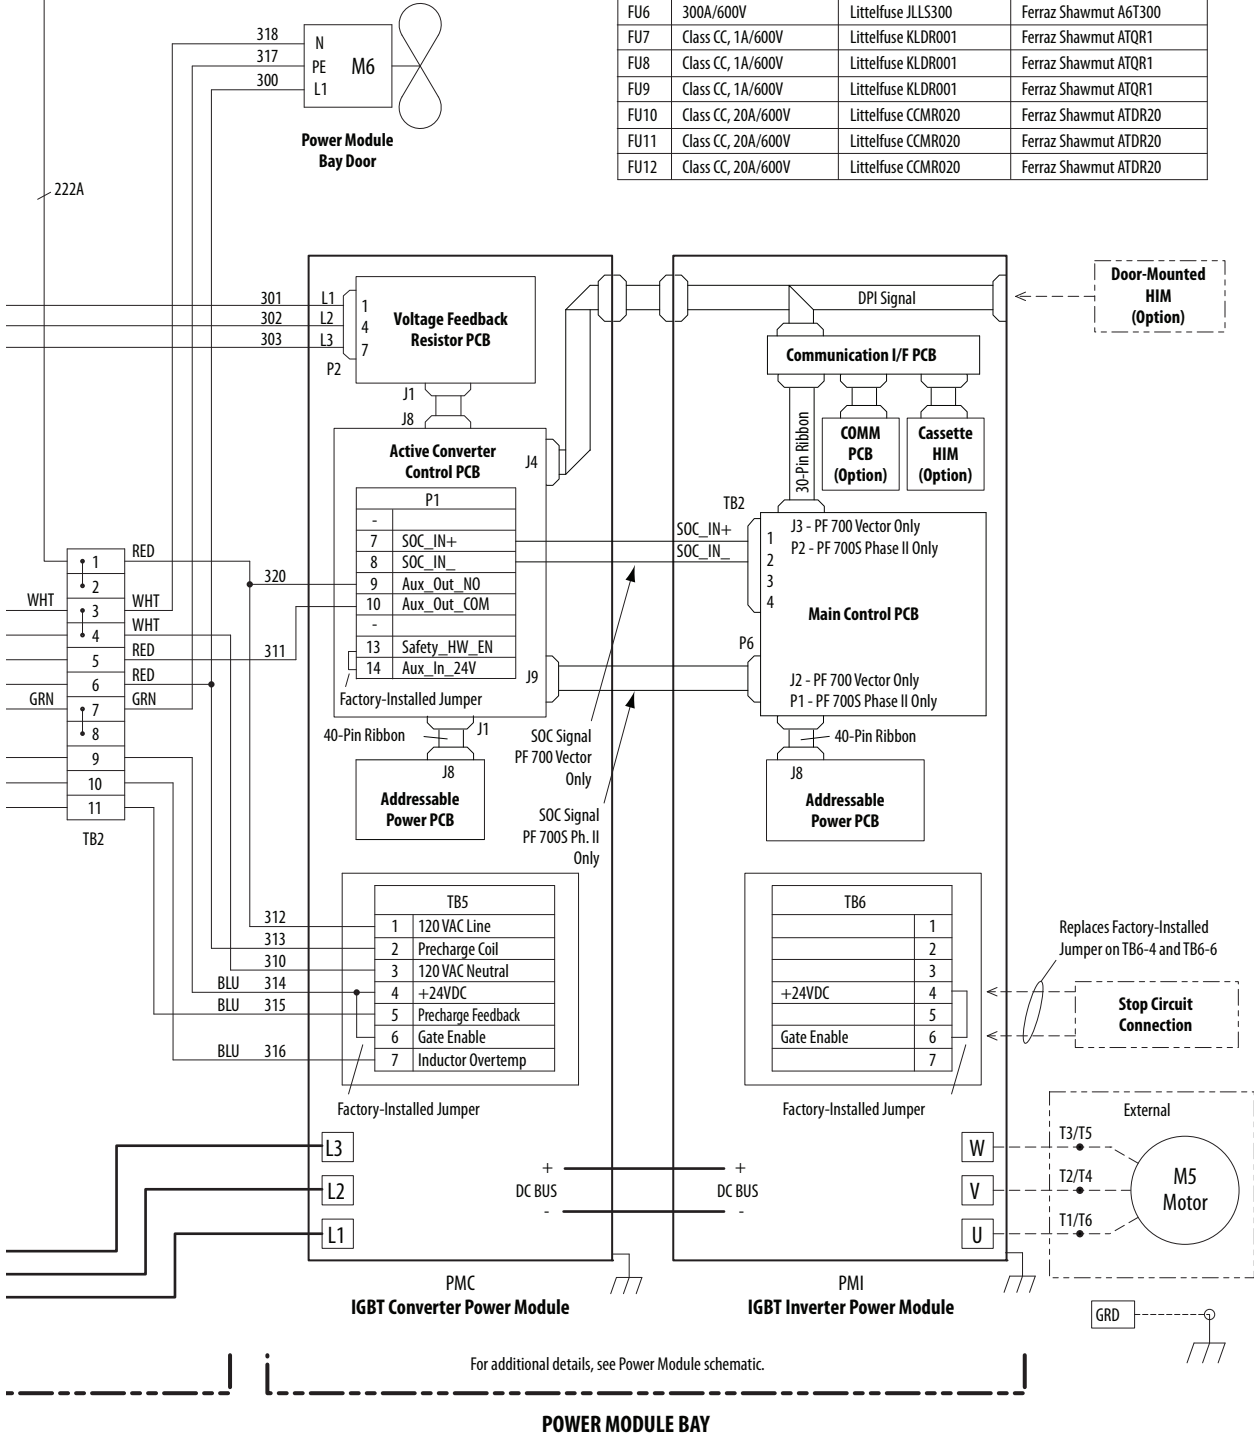 FU6 300A/600V Littelfuse JLLS300 Ferraz Shawmut A6T300
FU7 Class CC, 1A/600V Littelfuse KLDR001 Ferraz Shawmut ATQR1
FU8 Class CC, 1A/600V Littelfuse KLDR001 Ferraz Shawmut ATQR1
FU9 Class CC, 1A/600V Littelfuse KLDR001 Ferraz Shawmut ATQR1
FU10 Class CC, 20A/600V Littelfuse CCMR020 Ferraz Shawmut ATDR20
FU11 Class CC, 20A/600V Littelfuse CCMR020 Ferraz Shawmut ATDR20
FU12 Class CC, 20A/600V Littelfuse CCMR020 Ferraz Shawmut ATDR20
318 N
317 PE M6
300 L1
Power Module
Bay Door
222A
301 L1 1
302 L2 4
303 L3 7
P2
Voltage Feedback
Resistor PCB
J1
J8
Active Converter
Control PCB
J4
P1
-
7 SOC_IN+
8 SOC_IN_
9 Aux_Out_NO
10 Aux_Out_COM
-
13 Safety_HW_EN
14 Aux_In_24V
Factory-Installed Jumper
J9
320
311
40-Pin Ribbon
J1
J8
Addressable
Power PCB
DPI Signal
Door-Mounted
HIM
(Option)
Communication I/F PCB
30-Pin Ribbon
COMM
PCB
(Option)
Cassette
HIM
(Option)
TB2
SOC_IN+
SOC_IN_
1
2
3
4
J3 - PF 700 Vector Only
P2 - PF 700S Phase II Only
Main Control PCB
P6
J2 - PF 700 Vector Only
P1 - PF 700S Phase II Only
40-Pin Ribbon
J8
Addressable
Power PCB
SOC Signal
PF 700 Vector
Only
SOC Signal
PF 700S Ph. II
Only
1 RED
2
WHT 3 WHT
4 WHT
5 RED
6 RED
GRN 7 GRN
8
9
10
11
TB2
TB5
312 1 120 VAC Line
313 2 Precharge Coil
310 3 120 VAC Neutral
BLU 314 4 +24VDC
BLU 315 5 Precharge Feedback
6 Gate Enable
BLU 316 7 Inductor Overtemp
Factory-Installed Jumper
TB6
1
2
3
+24VDC 4
5
Gate Enable 6
7
Factory-Installed Jumper
Replaces Factory-Installed
Jumper on TB6-4 and TB6-6
Stop Circuit
Connection
L3
L2
L1
+ +
DC BUS DC BUS
- -
W
V
U
External
T3/T5
T2/T4
T1/T6
M5
Motor
PMC
IGBT Converter Power Module
PMI
IGBT Inverter Power Module
GRD
For additional details, see Power Module schematic.
POWER MODULE BAY